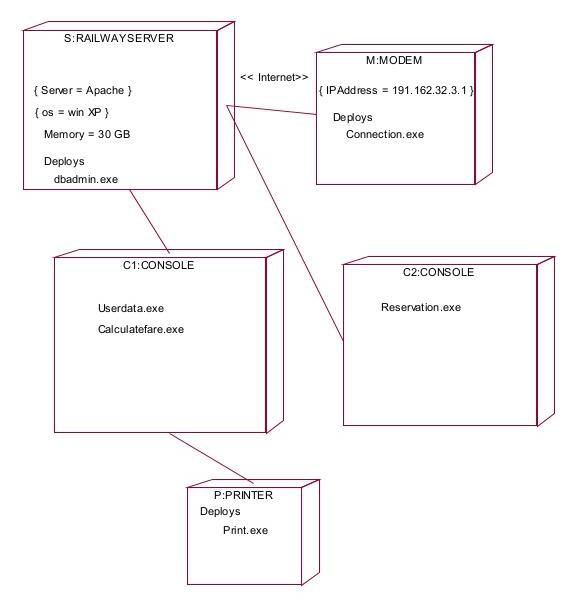 S:RAILWAYSERVER
{ Server = Apache }
{ os = win XP }
Memory = 30 GB
Deploys
dbadmin.exe
<< Internet>>
M:MODEM
{ IPAddress = 191.162.32.3.1 }
Deploys
Connection.exe
C1:CONSOLE
Userdata.exe
Calculatefare.exe
C2:CONSOLE
Reservation.exe
P:PRINTER
Deploys
Print.exe